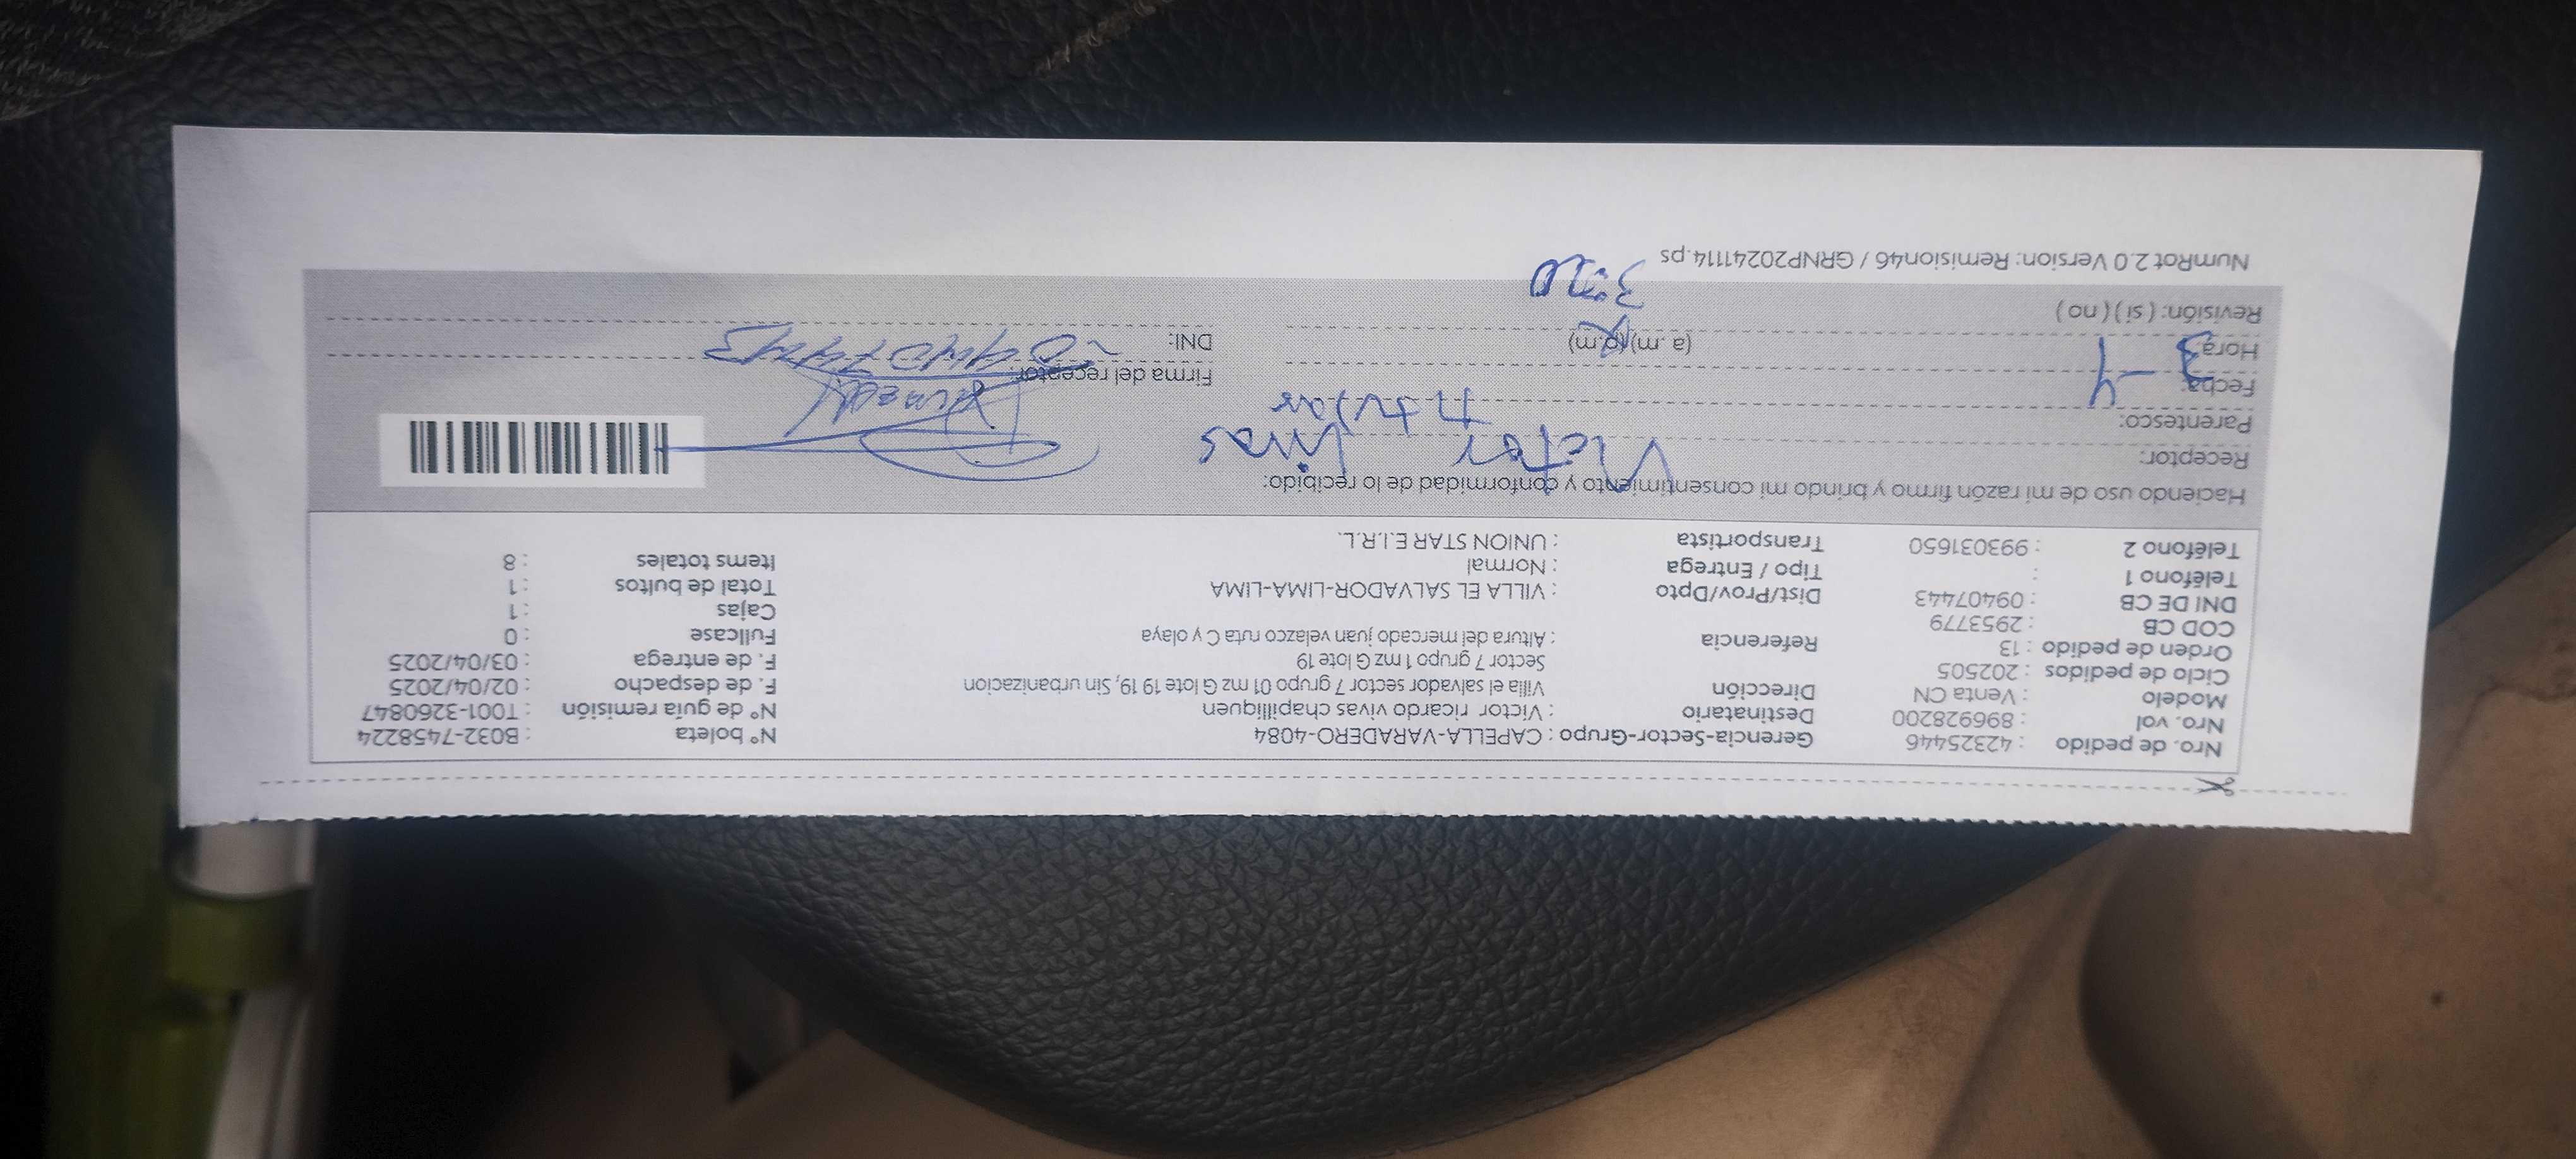 Nro. de pedido : 42325446 Gerencia-Sector-Grupo : CAPELLA-VARADERO-4084 N° boleta : B032-7458224
Nro. vol : 896928200 Destinatario : Victor ricardo vivas chapilliquen N° de guía remisión : T001-3260847
Modelo : Venta CN Dirección Villa el salvador sector 7 grupo 01 mz G lote 19 19, Sin urbanizacion F. de despacho : 02/04/2025
Ciclo de pedidos : 202505 Sector 7 grupo 1 mz G lote 19 F. de entrega : 03/04/2025
Orden de pedido : 13 Referencia : Altura del mercado juan velazco ruta C y olaya Fullcase : 0
COD CB : 2953779 Cajas : 1
DNI DE CB : 09407443 Dist/Prov/Dpto : VILLA EL SALVADOR-LIMA-LIMA Total de bultos : 1
Teléfono 1 : Tipo / Entrega : Normal Items totales : 8
Teléfono 2 : 993031650 Transportista : UNION STAR E.I.R.L.
Haciendo uso de mi razón firmo y brindo mi consentimiento y conformidad de lo recibido:
Receptor: Victor
Parentesco: Titular
Fecha: 3-4 Firma del receptor:
Hora: (a.m) (p.m) DNI:
Revisión: ( si ) ( no )
NumRot 2.0 Version: Remision46 / GRNP20241114.ps